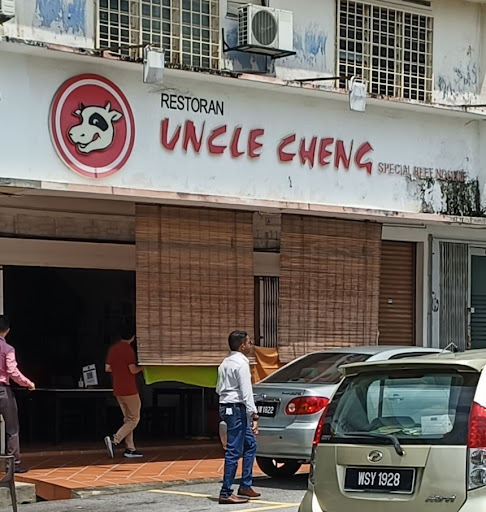 RESTORAN
UNCLE CHENG
SPECIAL BEEF NOODLE
WSY 1928